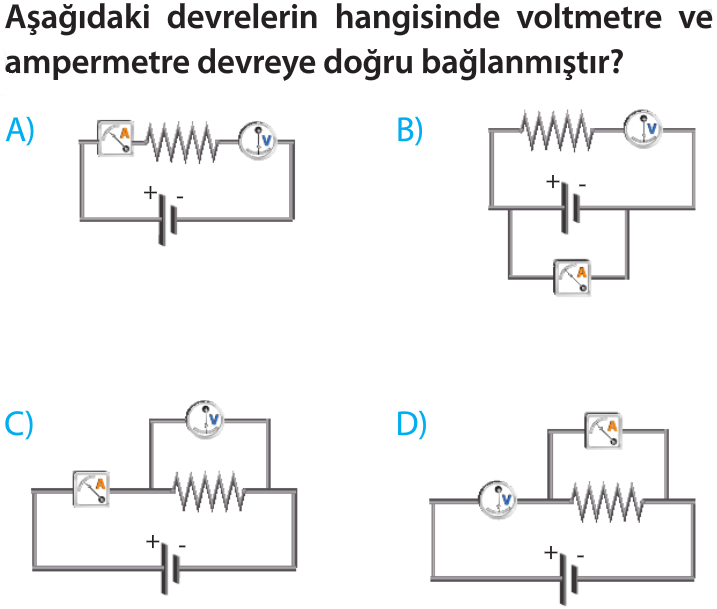 Aşağıdaki devrelerin hangisinde voltmetre ve
ampermetre devreye doğru bağlanmıştır?
A)
A
V
+ -
B)
V
+ -
A
C)
V
A
+ -
D)
A
V
+ -